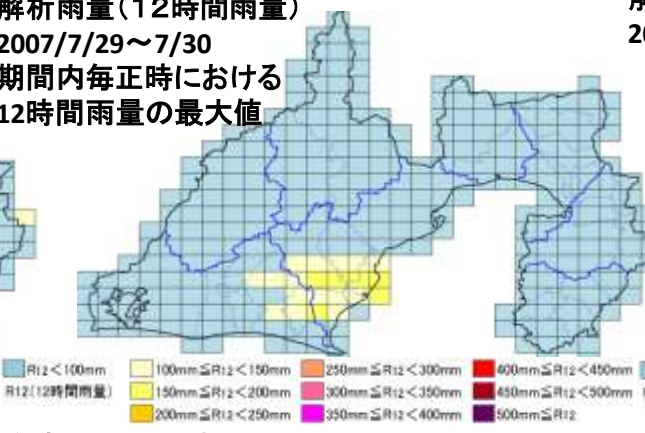 解析雨量(12時間雨量)
2007/7/29～7/30
期間内毎正時における
12時間雨量の最大値
20
R12<100mm 100mm≦R12<150mm 250mm≦R12<300mm 400mm≦R12<450mm
R12(12時間雨量) 150mm≦R12<200mm 300mm≦R12<350mm 450mm≦R12<500mm
200mm≦R12<250mm 350mm≦R12<400mm 500mm≦R12